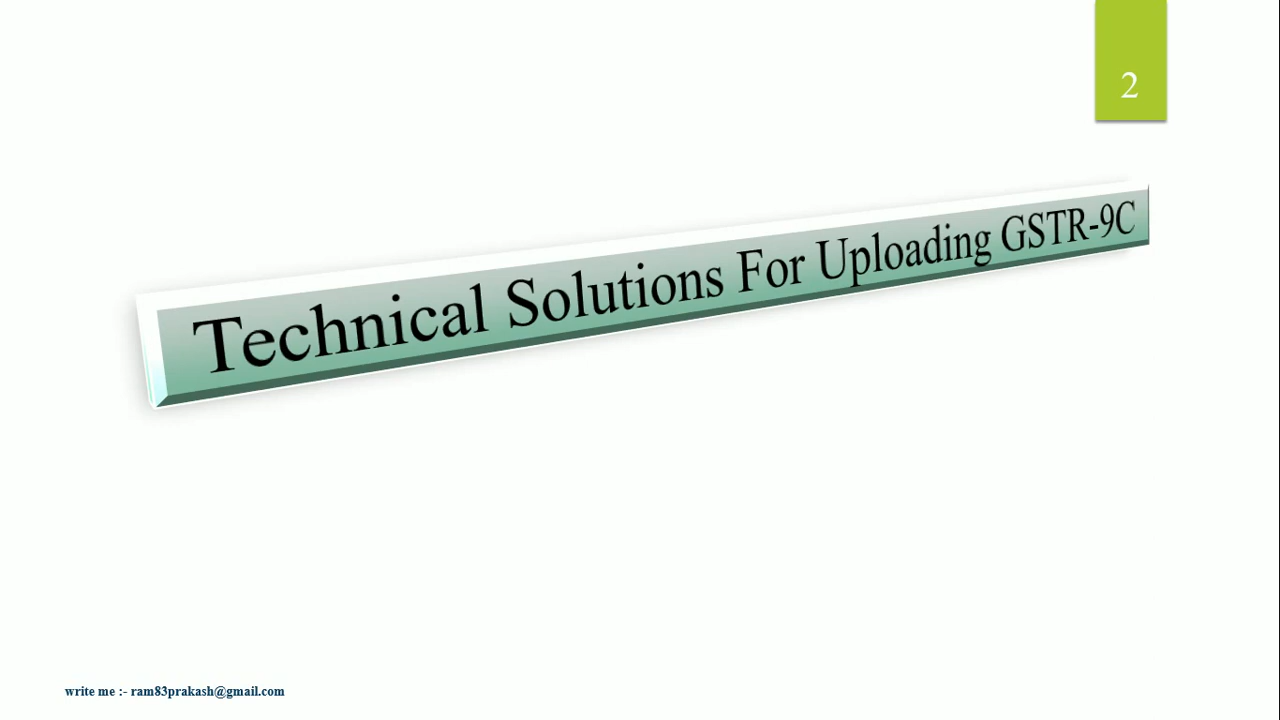 2
Technical Solutions For Uploading GSTR-9C
write me :- ram83prakash@gmail.com